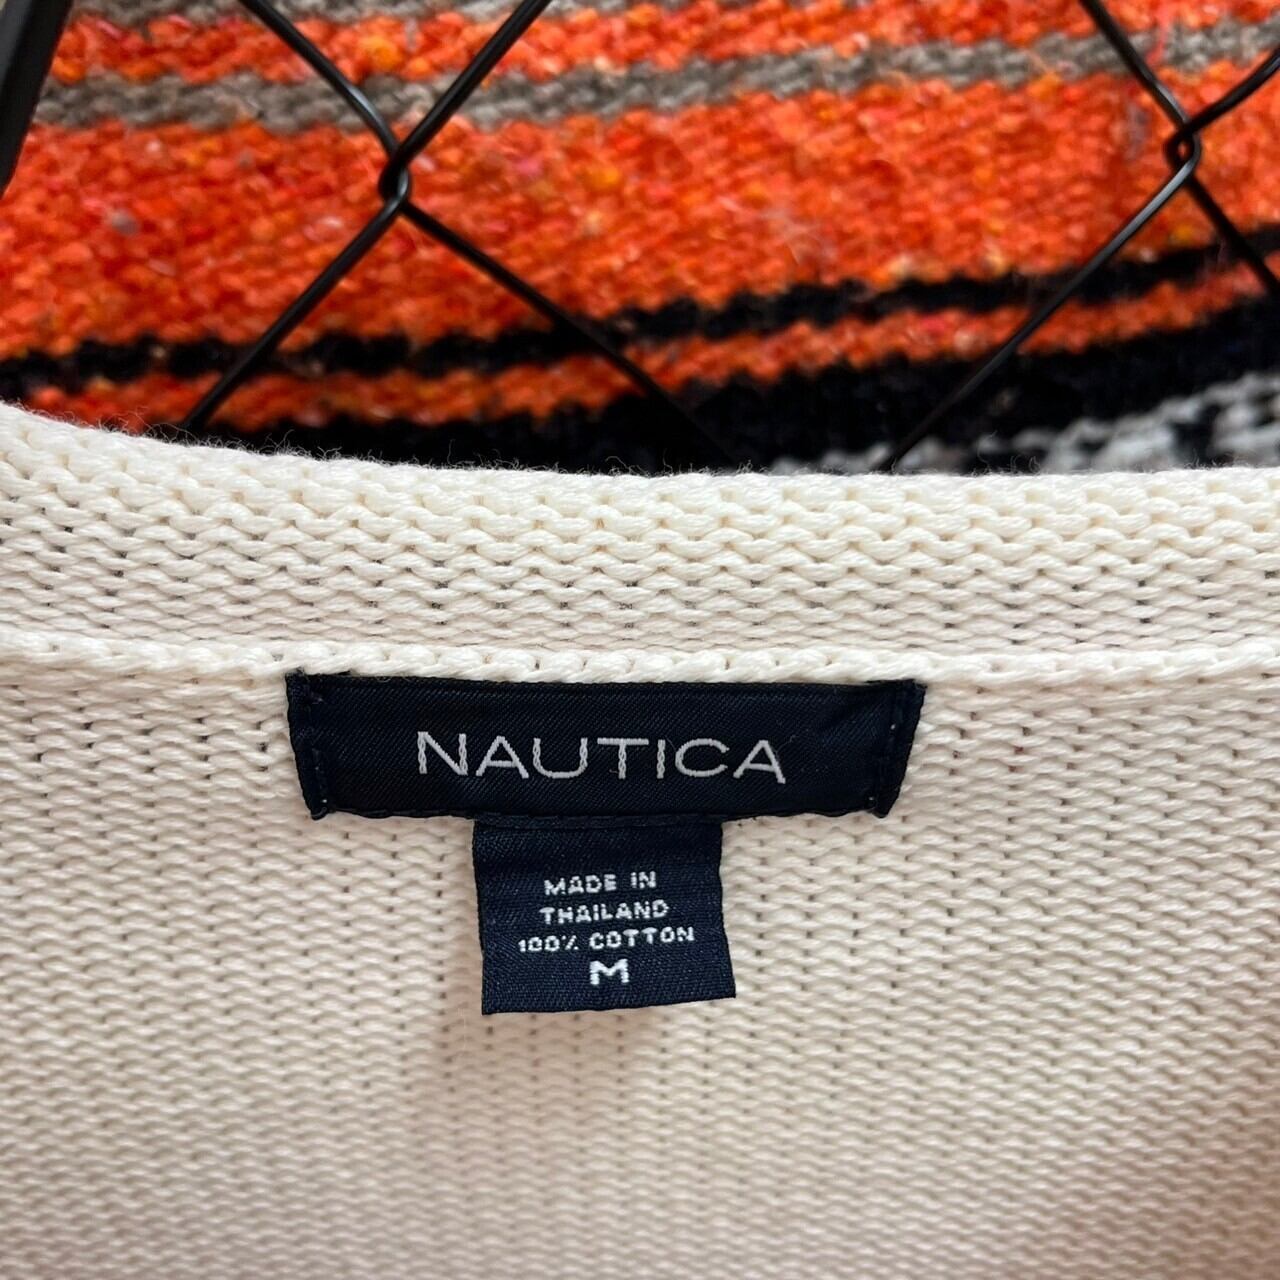 NAUTICA
MADE IN
THAILAND
100% COTTON
M